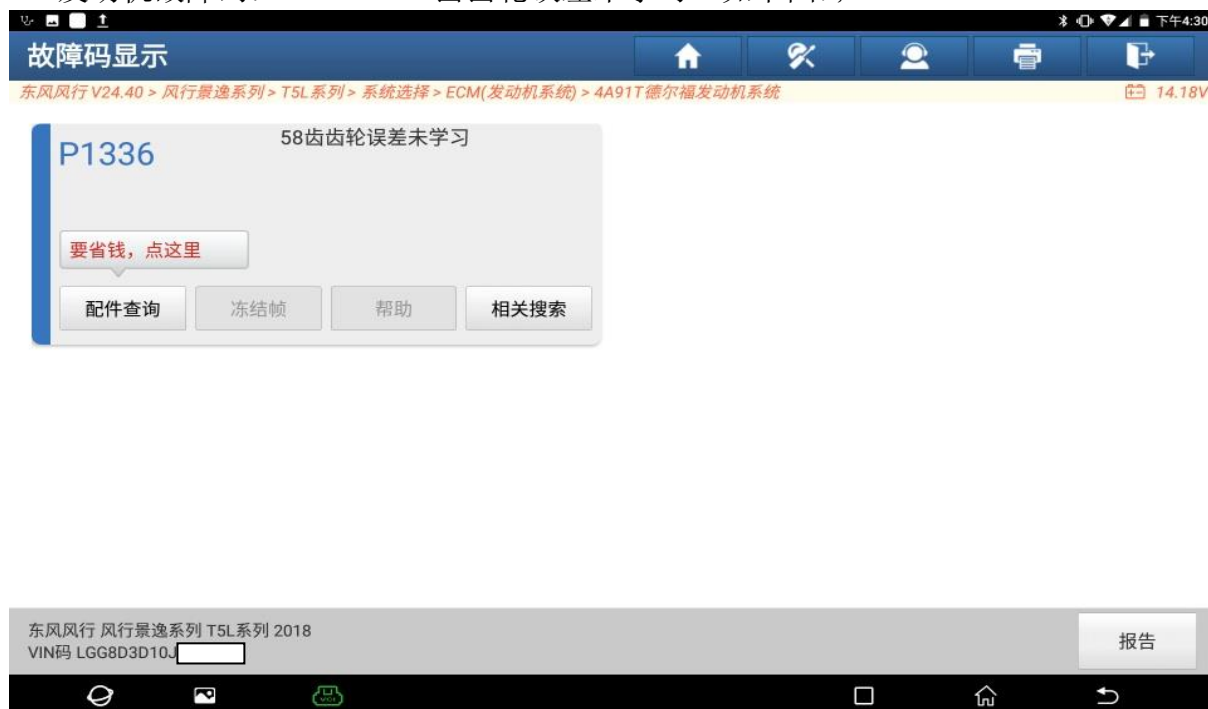 下午4:30
故障码显示
东风风行 V24.40 > 风行景逸系列 > T5L系列 > 系统选择 > ECM(发动机系统) > 4A91T德尔福发动机系统
14.18V
P1336
58齿齿轮误差未学习
要省钱，点这里
配件查询
冻结帧
帮助
相关搜索
东风风行 风行景逸系列 T5L系列 2018
VIN码 LGG8D3D10J
报告
VCI